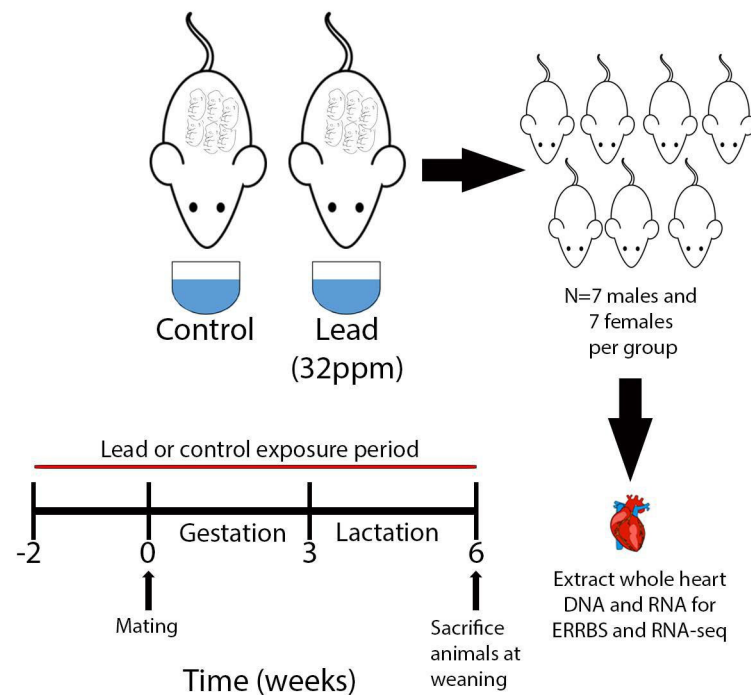 Control
Lead
(32ppm)
N=7 males and
7 females
per group
Extract whole heart
DNA and RNA for
ERRBS and RNA-seq
Lead or control exposure period
Gestation
Lactation
-2
0
3
6
Mating
Sacrifice
animals at
weaning
Time (weeks)